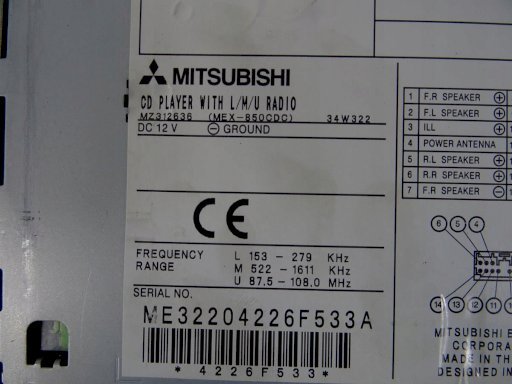 MITSUBISHI
CD PLAYER WITH L/M/U RADIO
MZ312636 (MEX-850CDC) 34W322
DC 12 V ⊖ GROUND
CE
FREQUENCY RANGE
L 153 - 279 KHz
M 522 - 1611 KHz
U 87.5 - 108.0 MHz
SERIAL NO.
ME32204226F533A
*4226F533*
1 F.R SPEAKER ⊕
2 F.L SPEAKER ⊕
3 ILL
4 POWER ANTENNA
5 R.L SPEAKER ⊕
6 R.R SPEAKER ⊕
7 F.R SPEAKER ⊖
6 5 4
14 13 12 11
MITSUBISHI
MADE IN
DESIGNED IN